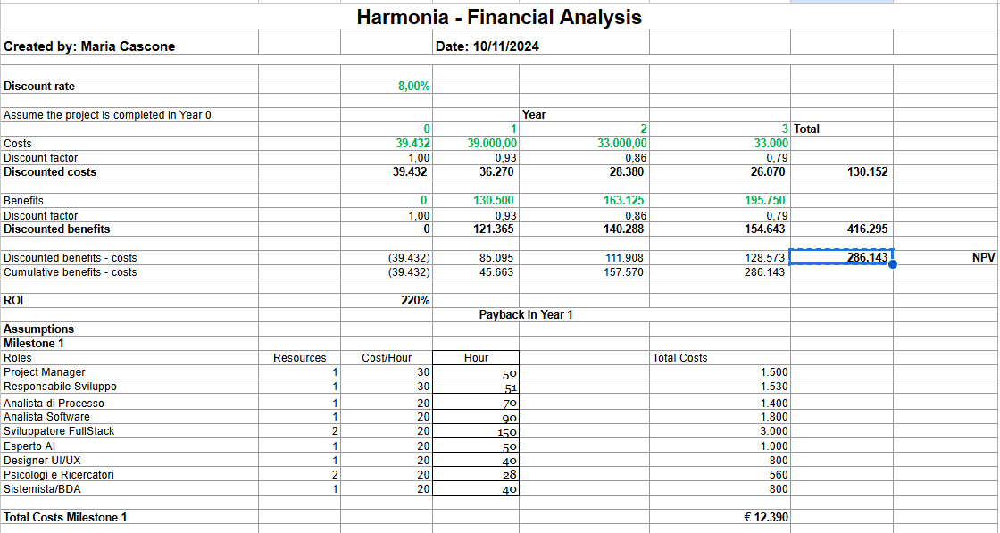 Harmonia - Financial Analysis
Created by: Maria Cascone Date: 10/11/2024
Discount rate 8,00%
Assume the project is completed in Year 0 Year
0 1 2 3 Total
Costs 39.432 39.000,00 33.000,00 33.000
Discount factor 1,00 0,93 0,86 0,79
Discounted costs 39.432 36.270 28.380 26.070 130.152
Benefits 0 130.500 163.125 195.750
Discount factor 1,00 0,93 0,86 0,79
Discounted benefits 0 121.365 140.288 154.643 416.295
Discounted benefits - costs (39.432) 85.095 111.908 128.573 286.143 NPV
Cumulative benefits - costs (39.432) 45.663 157.570 286.143
ROI 220%
Payback in Year 1
Assumptions
Milestone 1
Roles Resources Cost/Hour Hour Total Costs
Project Manager 1 30 50 1.500
Responsabile Sviluppo 1 30 51 1.530
Analista di Processo 1 20 70 1.400
Analista Software 1 20 90 1.800
Sviluppatore FullStack 2 20 150 3.000
Esperto AI 1 20 50 1.000
Designer UI/UX 1 20 40 800
Psicologi e Ricercatori 2 20 28 560
Sistemista/BDA 1 20 40 800
Total Costs Milestone 1 € 12.390